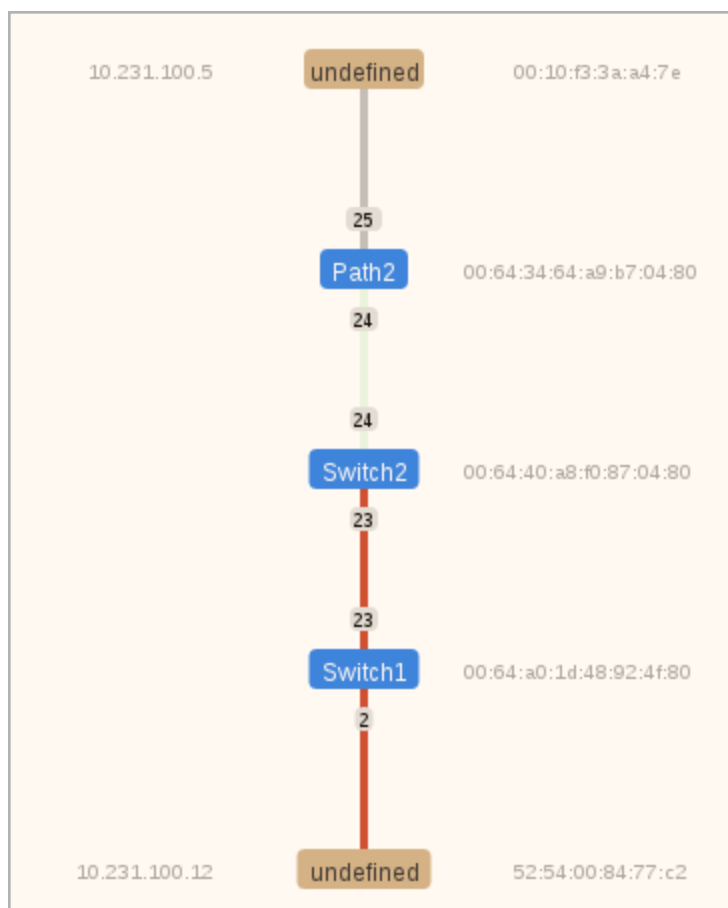 10.231.100.5 undefined 00:10:f3:3a:a4:7e
25
Path2 00:64:34:64:a9:b7:04:80
24
24
Switch2 00:64:40:a8:f0:87:04:80
23
23
Switch1 00:64:a0:1d:48:92:4f:80
2
10.231.100.12 undefined 52:54:00:84:77:c2